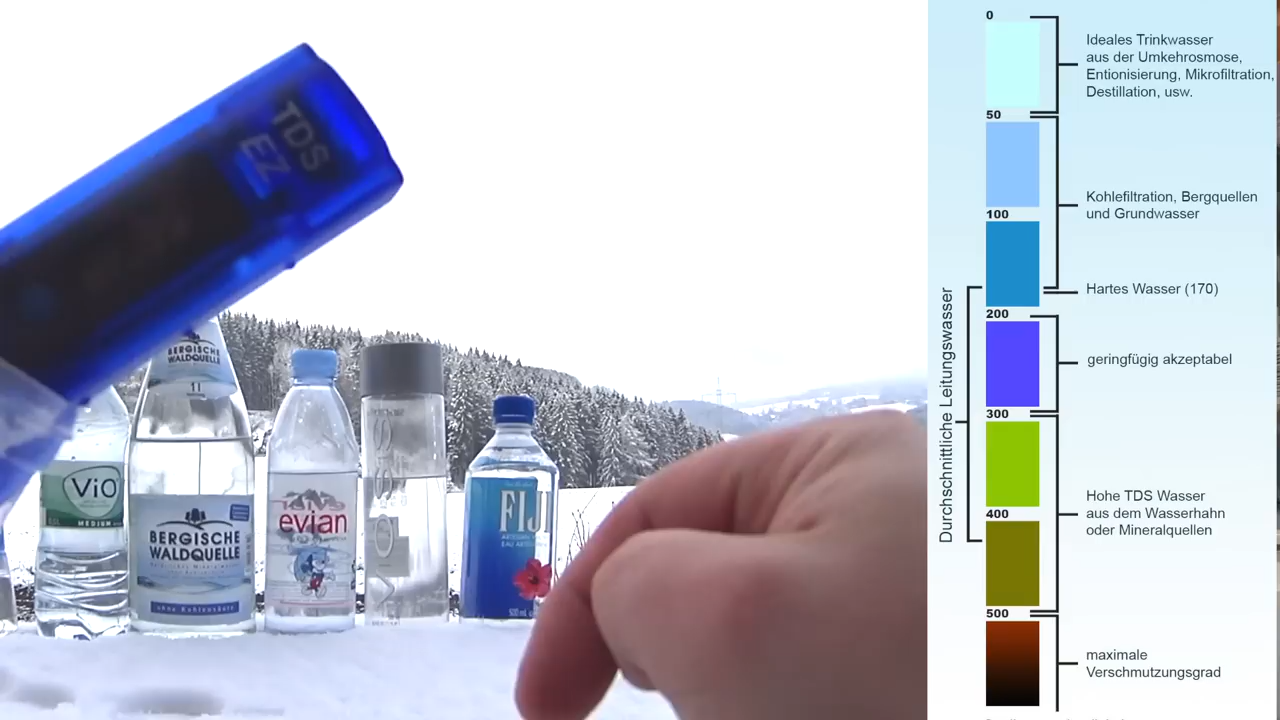 TDS
EZ
BERGISCHE
WALDQUELLE
1l
ViO
MEDIUM
BERGISCHE
WALDQUELLE
ohne Kohlensäure
evian
VOSS
FIJI
0
Ideales Trinkwasser
aus der Umkehrosmose,
Entionisierung, Mikrofiltration,
Destillation, usw.
50
Kohlefiltration, Bergquellen
und Grundwasser
100
Hartes Wasser (170)
200
geringfügig akzeptabel
Durchschnittliche Leitungswasser
300
400
Hohe TDS Wasser
aus dem Wasserhahn
oder Mineralquellen
500
maximale
Verschmutzungsgrad